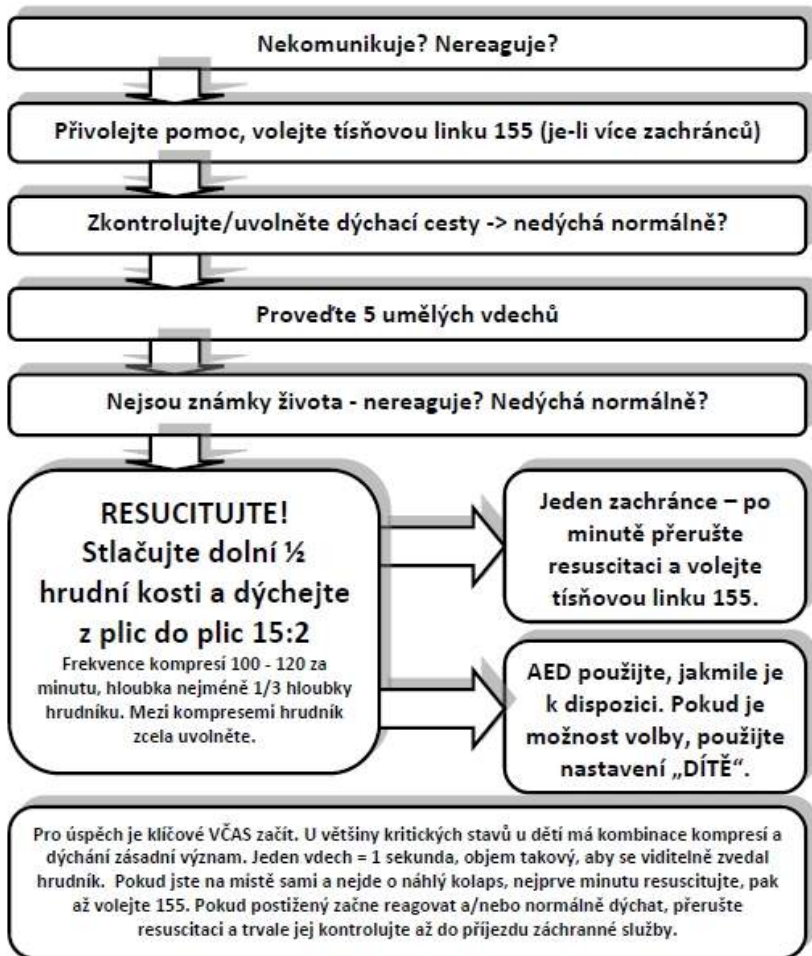 Nekomunikuje? Nereaguje?
Přivolejte pomoc, volejte tísňovou linku 155 (je-li více zachránců)
Zkontrolujte/uvolněte dýchací cesty -> nedýchá normálně?
Proveďte 5 umělých vdechů
Nejsou známky života - nereaguje? Nedýchá normálně?
RESUCITUJTE!
Stlačujte dolní ½
hrudní kosti a dýchejte
z plic do plic 15:2
Frekvence kompresí 100 - 120 za
minutu, hloubka nejméně 1/3 hloubky
hrudníku. Mezi kompresemi hrudník
zcela uvolněte.
Jeden zachránce – po
minutě přerušte
resuscitaci a volejte
tísňovou linku 155.
AED použijte, jakmile je
k dispozici. Pokud je
možnost volby, použijte
nastavení „DÍTĚ“.
Pro úspěch je klíčové VČAS začít. U většiny kritických stavů u dětí má kombinace kompresí a
dýchání zásadní význam. Jeden vdech = 1 sekunda, objem takový, aby se viditelně zvedal
hrudník. Pokud jste na místě sami a nejde o náhlý kolaps, nejprve minutu resuscitujte, pak
až volejte 155. Pokud postižený začne reagovat a/nebo normálně dýchat, přerušte
resuscitaci a trvale jej kontrolujte až do příjezdu záchranné služby.